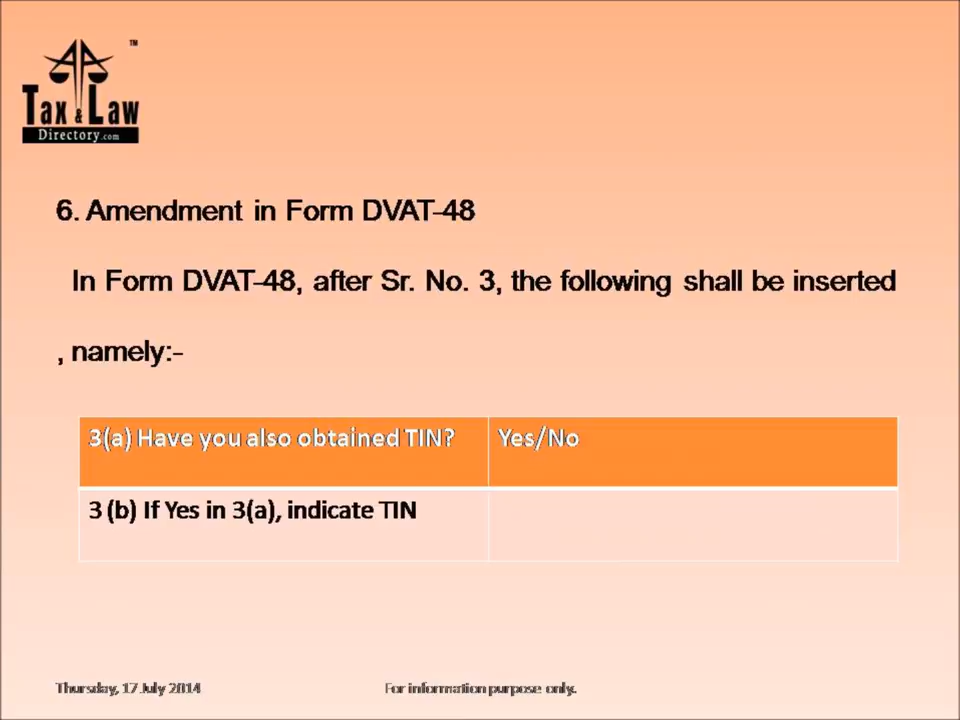 TM
Tax & Law
Directory.com
6. Amendment in Form DVAT-48
In Form DVAT-48, after Sr. No. 3, the following shall be inserted
, namely:-
3(a) Have you also obtained TIN? Yes/No
3 (b) If Yes in 3(a), indicate TIN
Thursday, 17 July 2014 For information purpose only.